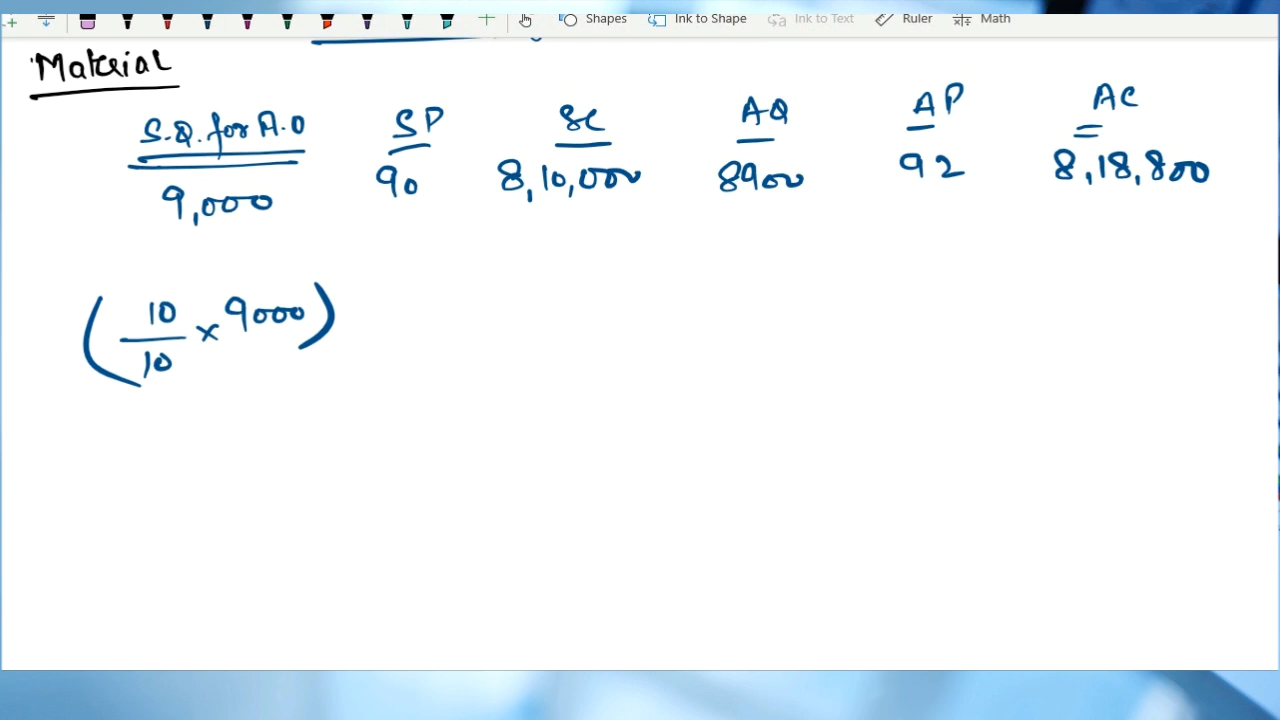 Shapes Ink to Shape Ink to Text Ruler Math
Material
S.Q. for A.O SP SC AQ AP AC
9,000 90 8,10,000 8900 92 8,18,800
( 10/10 × 9000 )